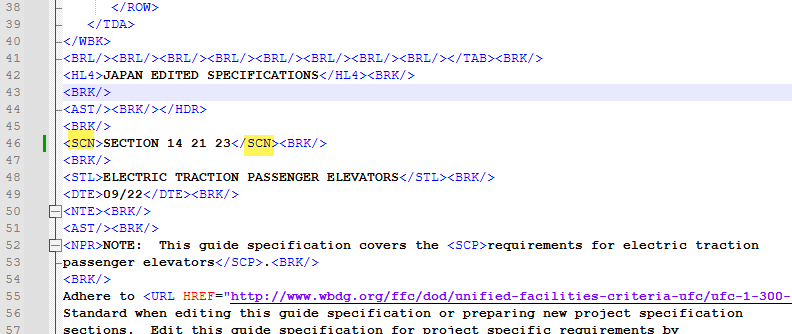 38 </ROW>
39 </TDA>
40 </WBK>
41 <BRL/><BRL/><BRL/><BRL/><BRL/><BRL/><BRL/><BRL/></TAB><BRK/>
42 <HL4>JAPAN EDITED SPECIFICATIONS</HL4><BRK/>
43 <BRK/>
44 <AST/><BRK/></HDR>
45 <BRK/>
46 <SCN>SECTION 14 21 23</SCN><BRK/>
47 <BRK/>
48 <STL>ELECTRIC TRACTION PASSENGER ELEVATORS</STL><BRK/>
49 <DTE>09/22</DTE><BRK/>
50 <NTE><BRK/>
51 <AST/><BRK/>
52 <NPR>NOTE:  This guide specification covers the <SCP>requirements for electric traction
53 passenger elevators</SCP>.<BRK/>
54 <BRK/>
55 Adhere to <URL HREF="http://www.wbdg.org/ffc/dod/unified-facilities-criteria-ufc/ufc-1-300-
56 Standard when editing this guide specification or preparing new project specification
57 sections.  Edit this guide specification for project specific requirements by